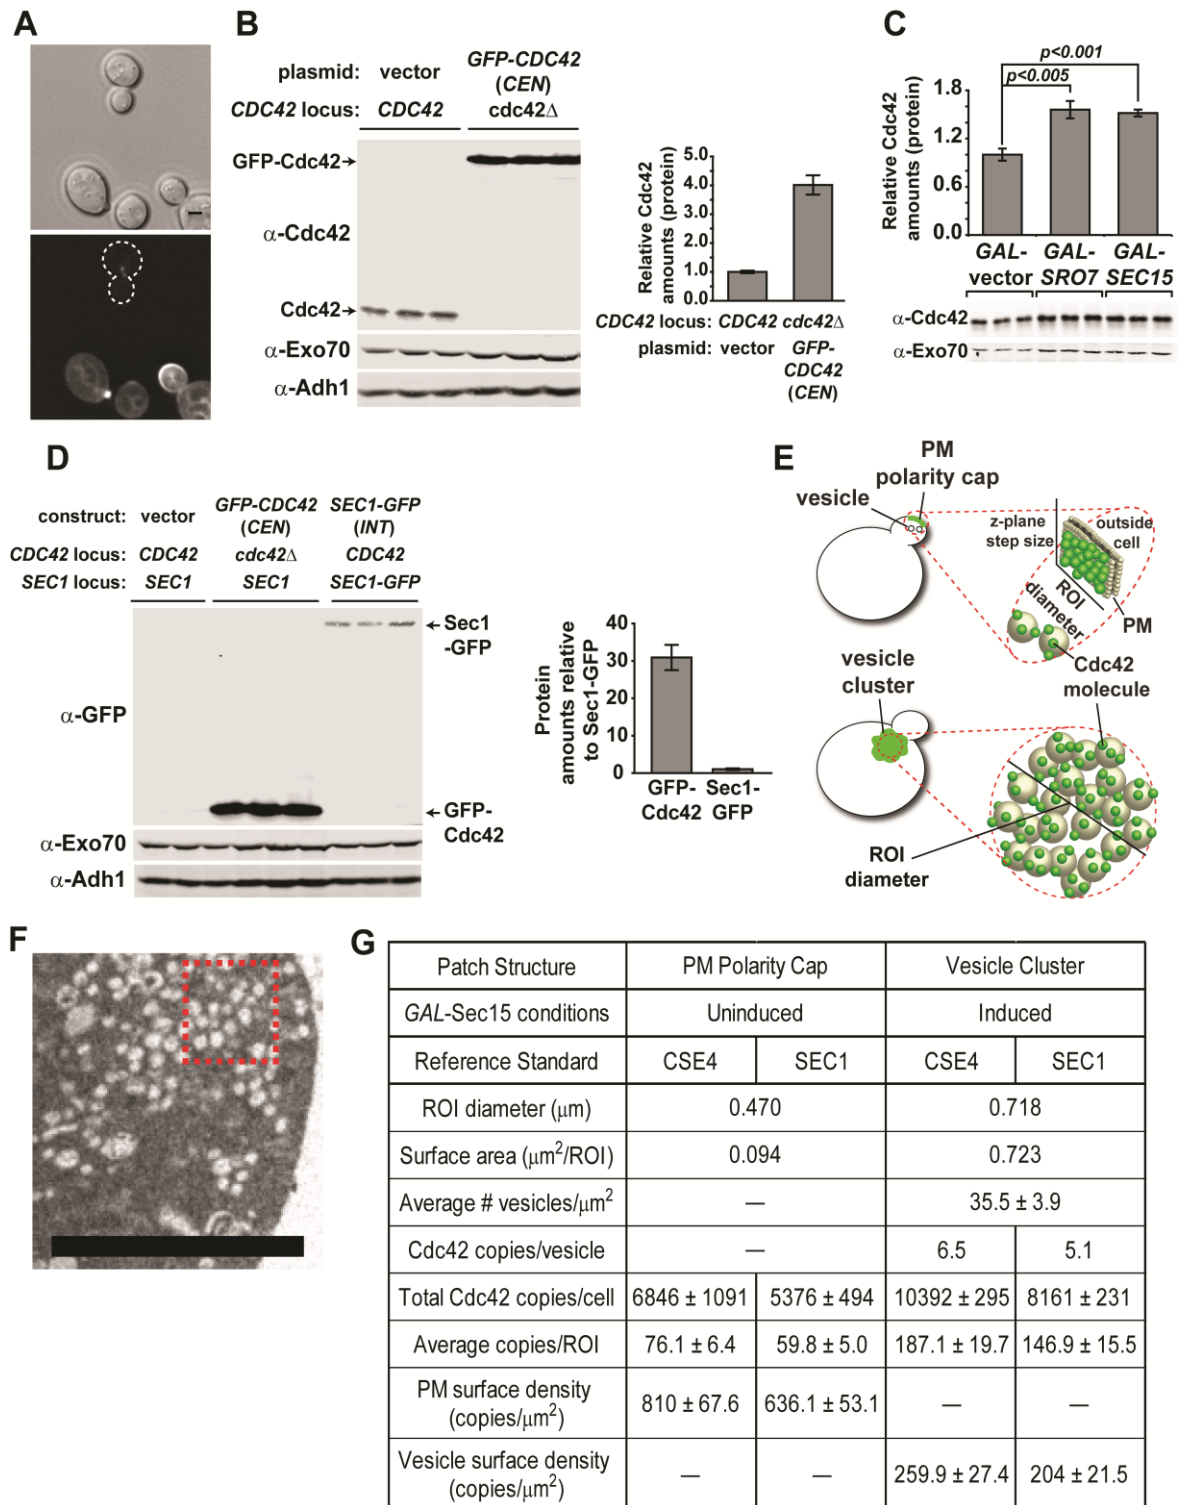 A
B
plasmid: vector GFP-CDC42 (CEN)
CDC42 locus: CDC42 cdc42Δ
GFP-Cdc42
α-Cdc42
Cdc42
α-Exo70
α-Adh1
Relative Cdc42 amounts (protein)
5.0
4.0
3.0
2.0
1.0
0
CDC42 locus: CDC42 cdc42Δ
plasmid: vector GFP-CDC42 (CEN)
C
p<0.001
p<0.005
Relative Cdc42 amounts (protein)
1.8
1.2
0.6
0.0
GAL-vector
GAL-SRO7
GAL-SEC15
α-Cdc42
α-Exo70
D
construct: vector GFP-CDC42 (CEN) SEC1-GFP (INT)
CDC42 locus: CDC42 cdc42Δ CDC42
SEC1 locus: SEC1 SEC1 SEC1-GFP
α-GFP
Sec1-GFP
GFP-Cdc42
α-Exo70
α-Adh1
Protein amounts relative to Sec1-GFP
40
30
20
10
0
GFP-Cdc42
Sec1-GFP
E
PM polarity cap
vesicle
z-plane step size
outside cell
ROI diameter
PM
Cdc42 molecule
vesicle cluster
ROI diameter
F
G
Patch Structure PM Polarity Cap Vesicle Cluster
GAL-Sec15 conditions Uninduced Induced
Reference Standard CSE4 SEC1 CSE4 SEC1
ROI diameter (μm) 0.470 0.718
Surface area (μm²/ROI) 0.094 0.723
Average # vesicles/μm² — 35.5 ± 3.9
Cdc42 copies/vesicle — 6.5 5.1
Total Cdc42 copies/cell 6846 ± 1091 5376 ± 494 10392 ± 295 8161 ± 231
Average copies/ROI 76.1 ± 6.4 59.8 ± 5.0 187.1 ± 19.7 146.9 ± 15.5
PM surface density (copies/μm²) 810 ± 67.6 636.1 ± 53.1 — —
Vesicle surface density (copies/μm²) — — 259.9 ± 27.4 204 ± 21.5